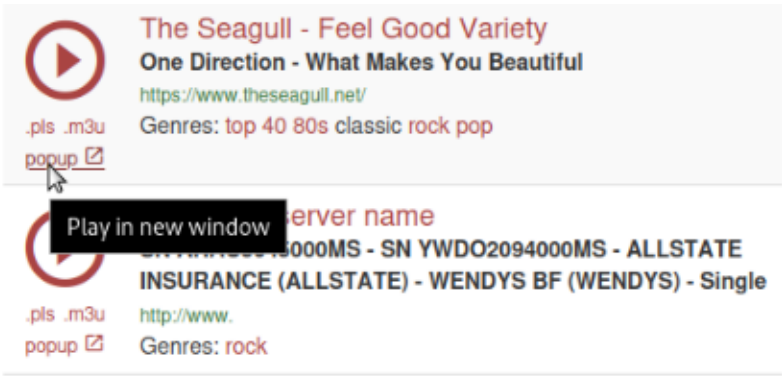 The Seagull - Feel Good Variety
One Direction - What Makes You Beautiful
https://www.theseagull.net/
.pls .m3u
Genres: top 40 80s classic rock pop
popup
Play in new window
server name
000MS - SN YWDO2094000MS - ALLSTATE
INSURANCE (ALLSTATE) - WENDYS BF (WENDYS) - Single
.pls .m3u
http://www.
popup
Genres: rock